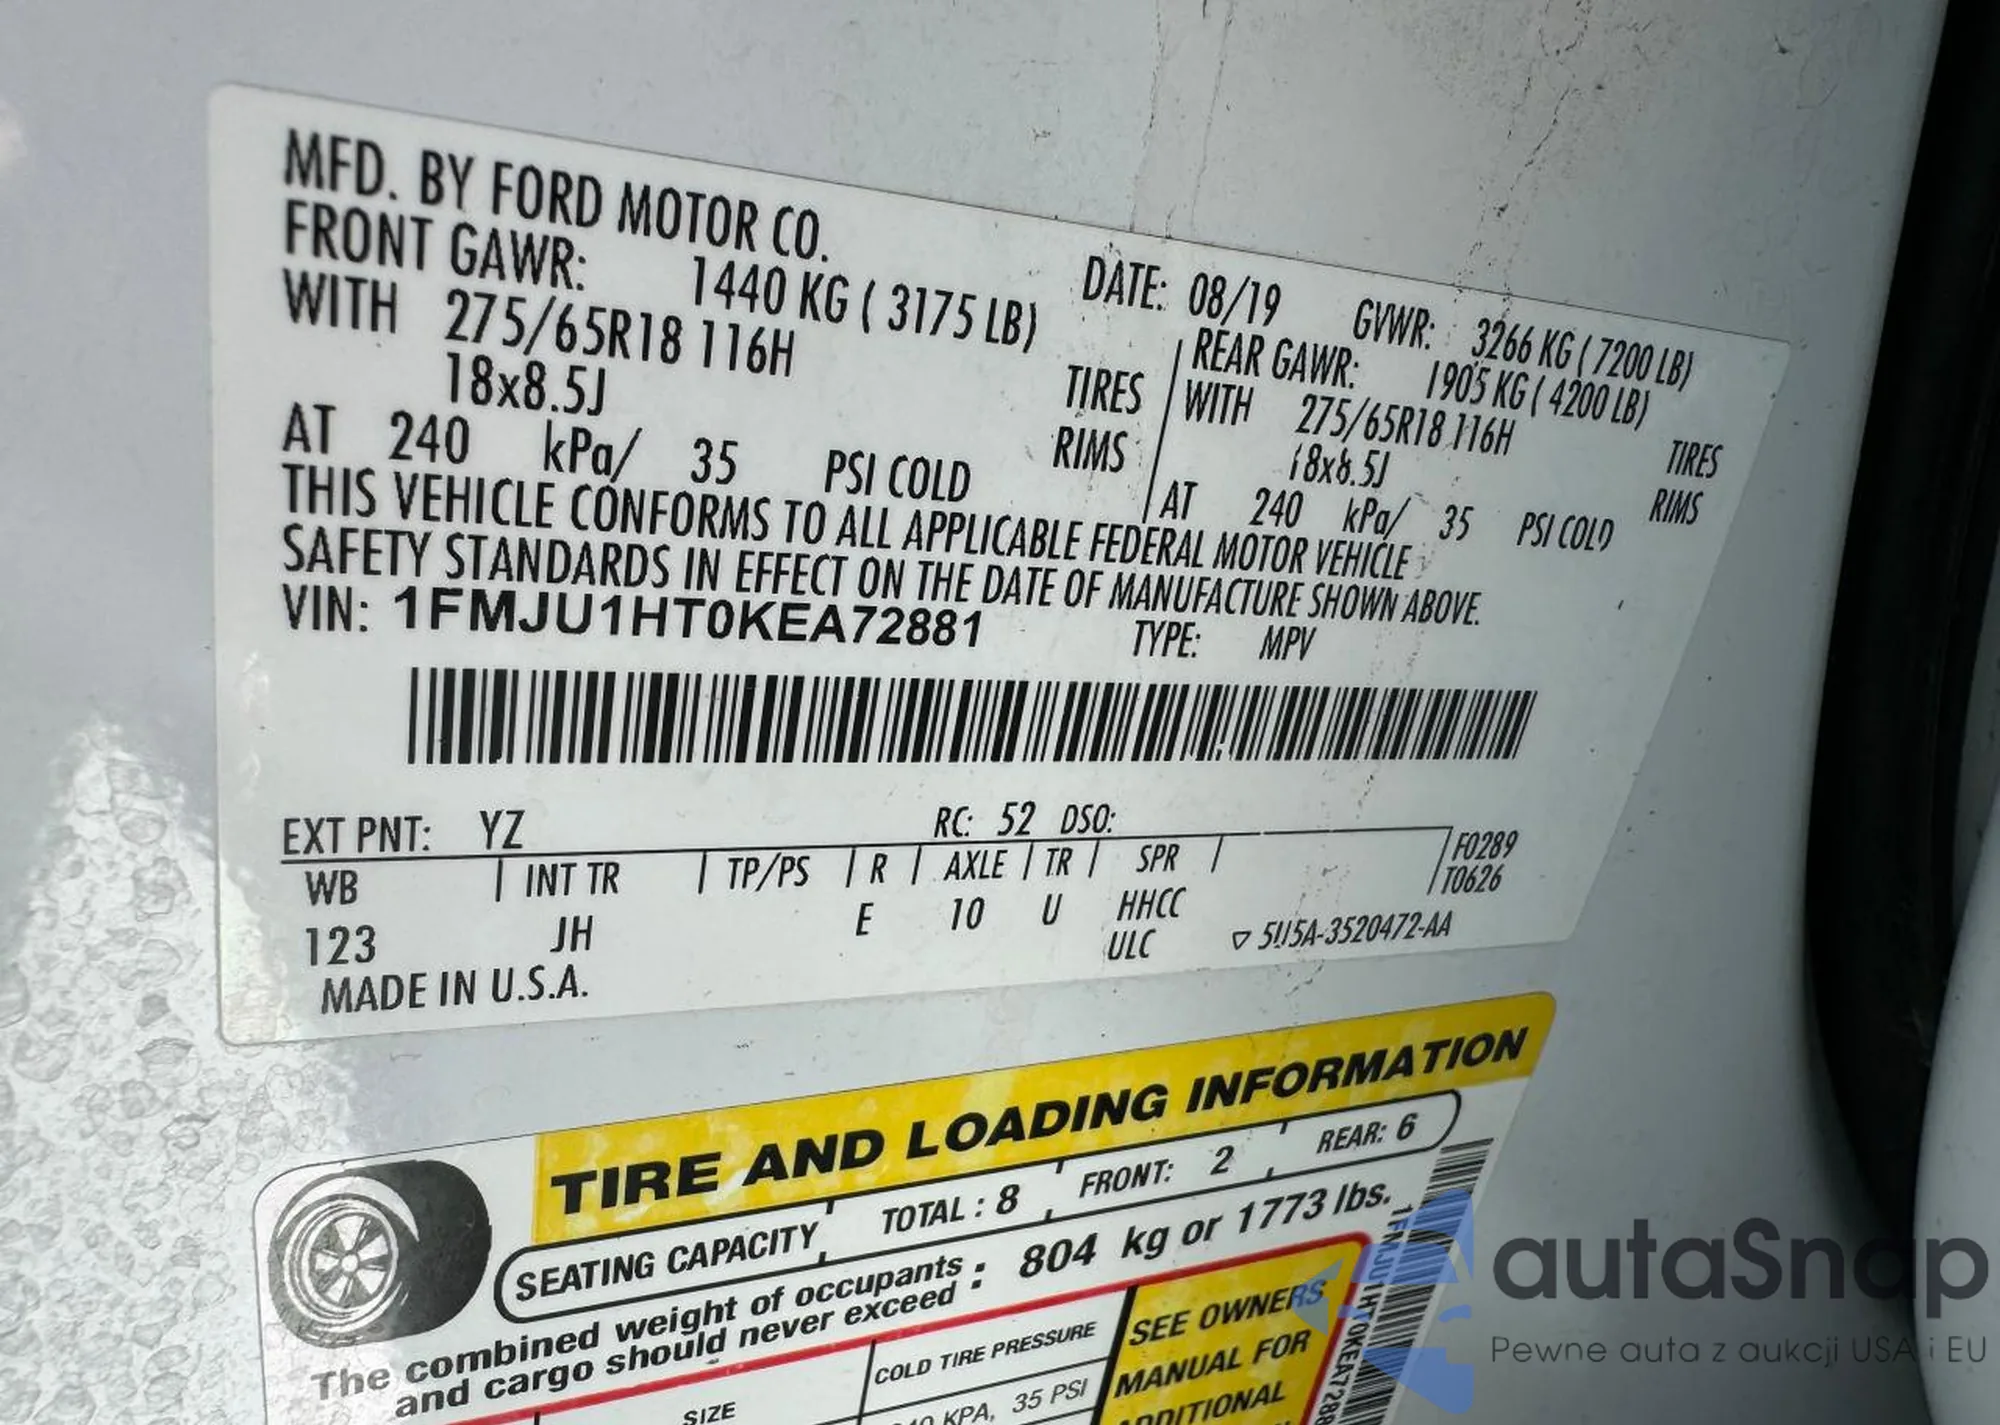 MFD. BY FORD MOTOR CO.
DATE: 08/19 GVWR: 3266 KG ( 7200 LB)
FRONT GAWR: 1440 KG ( 3175 LB)
WITH 275/65R18 116H TIRES
18x8.5J RIMS
AT 240 kPa/ 35 PSI COLD
REAR GAWR: 1905 KG ( 4200 LB)
WITH 275/65R18 116H TIRES
18x8.5J RIMS
AT 240 kPa/ 35 PSI COLD
THIS VEHICLE CONFORMS TO ALL APPLICABLE FEDERAL MOTOR VEHICLE
SAFETY STANDARDS IN EFFECT ON THE DATE OF MANUFACTURE SHOWN ABOVE.
VIN: 1FMJU1HT0KEA72881 TYPE: MPV
EXT PNT: YZ RC: 52 DSO:
WB INT TR TP/PS R AXLE TR SPR F0289
T0626
123 JH E 10 U HHCC
ULC 5U5A-3520472-AA
MADE IN U.S.A.
TIRE AND LOADING INFORMATION
SEATING CAPACITY TOTAL : 8 FRONT: 2 REAR: 6
The combined weight of occupants
and cargo should never exceed : 804 kg or 1773 lbs.
SIZE COLD TIRE PRESSURE
KPA, 35 PSI
SEE OWNERS
MANUAL FOR
ADDITIONAL
autaSnap
Pewne auta z aukcji USA i EU